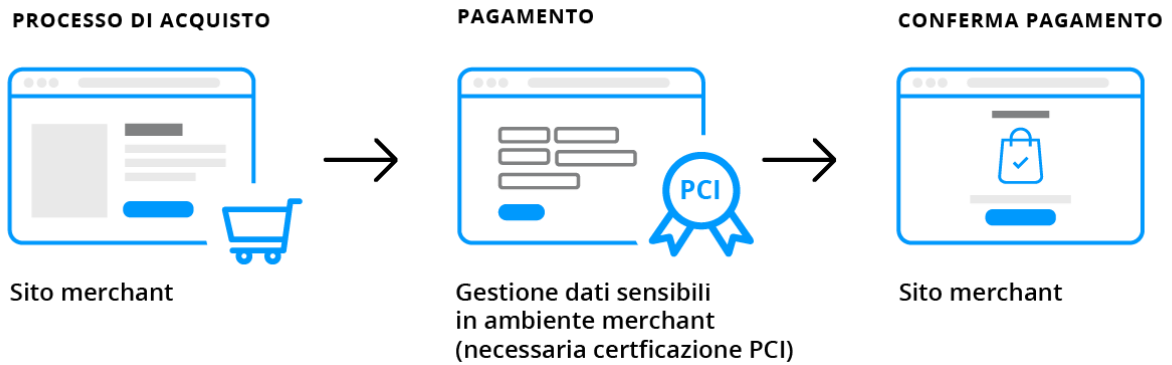 PROCESSO DI ACQUISTO
PAGAMENTO
CONFERMA PAGAMENTO
PCI
Sito merchant
Gestione dati sensibili
in ambiente merchant
(necessaria certficazione PCI)
Sito merchant